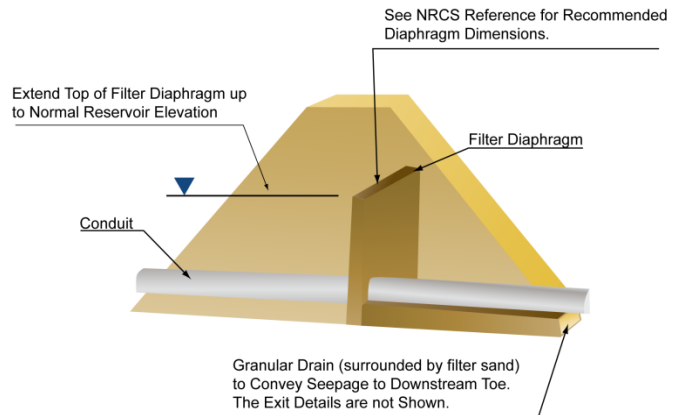 See NRCS Reference for Recommended
Diaphragm Dimensions.
Extend Top of Filter Diaphragm up
to Normal Reservoir Elevation
Filter Diaphragm
Conduit
Granular Drain (surrounded by filter sand)
to Convey Seepage to Downstream Toe.
The Exit Details are not Shown.